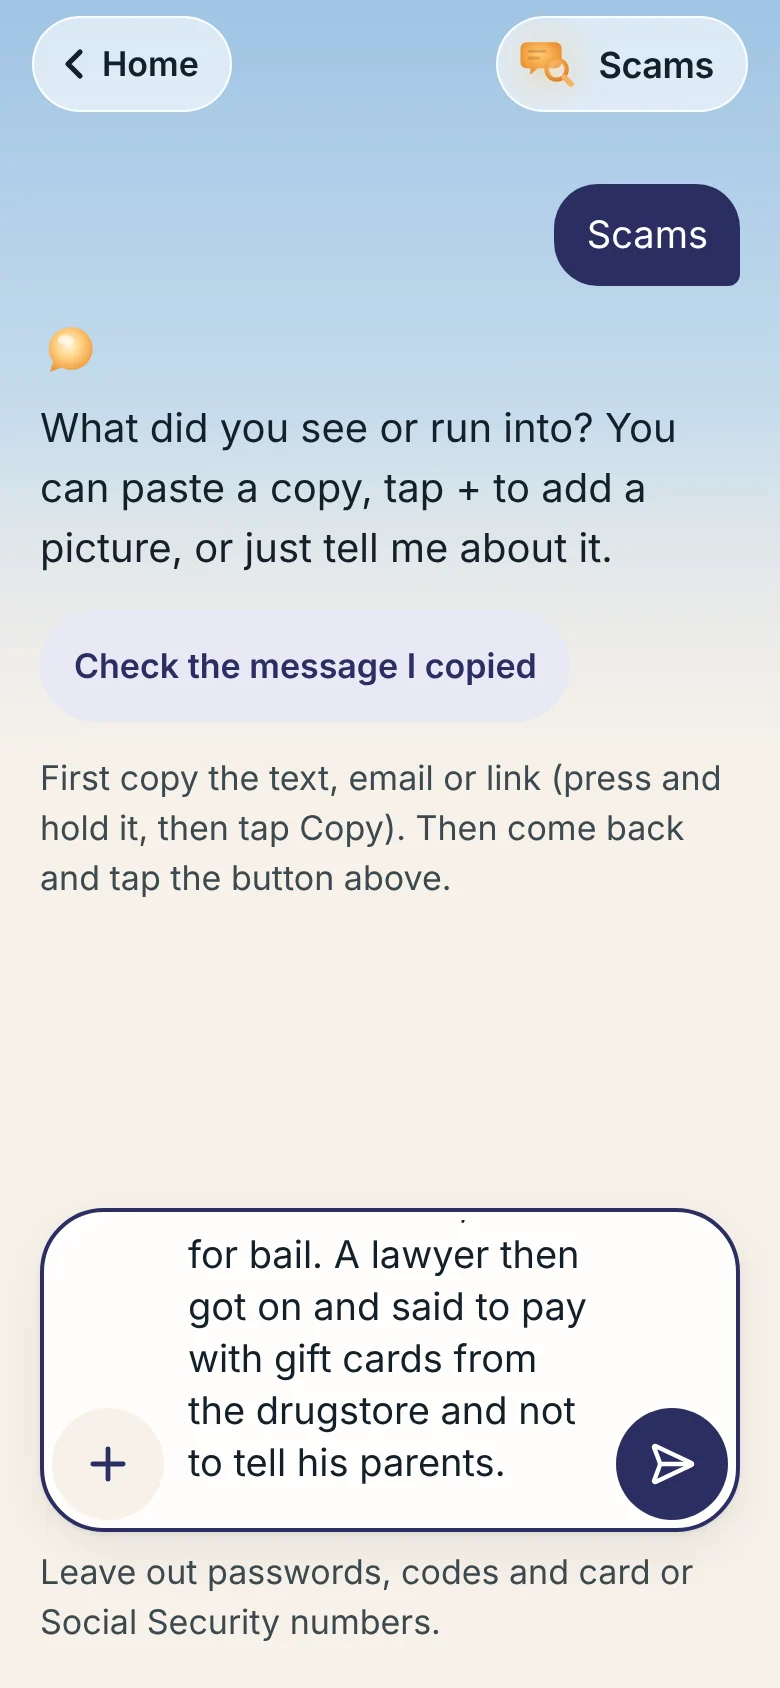 Home
Scams
Scams
What did you see or run into? You
can paste a copy, tap + to add a
picture, or just tell me about it.
Check the message I copied
First copy the text, email or link (press and
hold it, then tap Copy). Then come back
and tap the button above.
for bail. A lawyer then
got on and said to pay
with gift cards from
the drugstore and not
to tell his parents.
Leave out passwords, codes and card or
Social Security numbers.